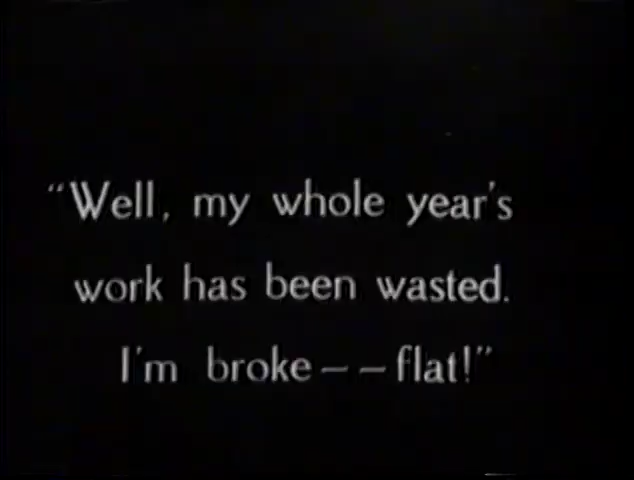 “Well, my whole year's
work has been wasted.
I'm broke – – flat!”